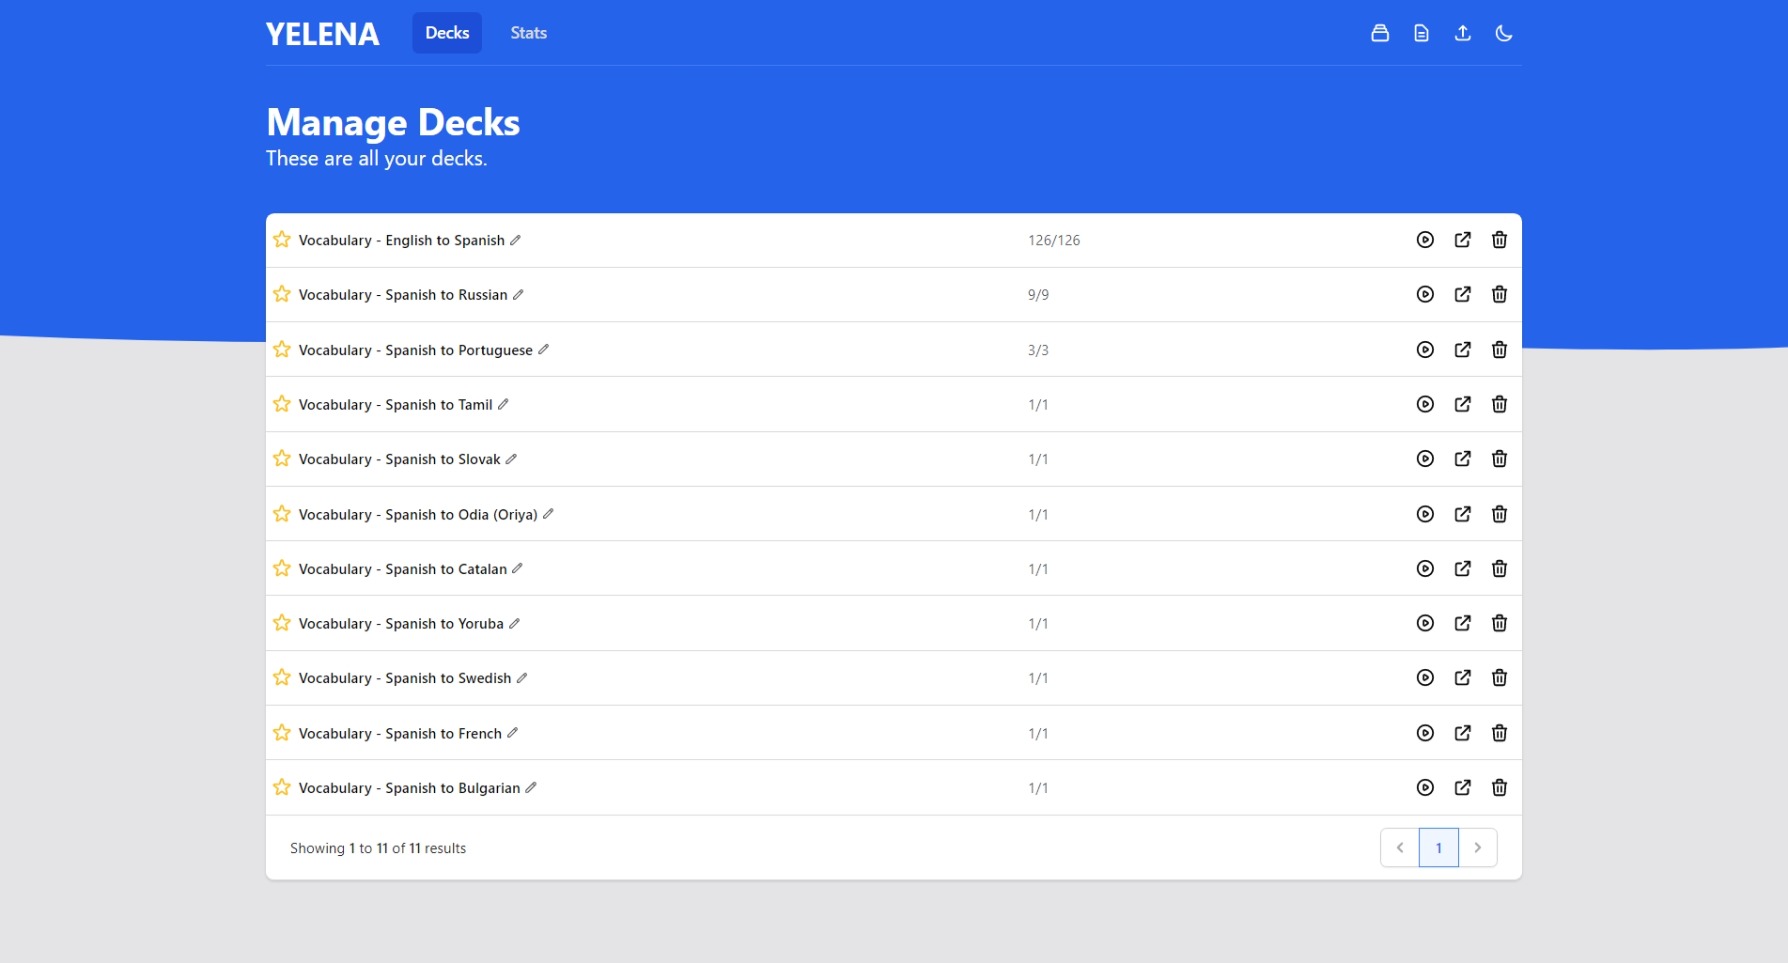 YELENA Decks Stats
Manage Decks
These are all your decks.
Vocabulary - English to Spanish 126/126
Vocabulary - Spanish to Russian 9/9
Vocabulary - Spanish to Portuguese 3/3
Vocabulary - Spanish to Tamil 1/1
Vocabulary - Spanish to Slovak 1/1
Vocabulary - Spanish to Odia (Oriya) 1/1
Vocabulary - Spanish to Catalan 1/1
Vocabulary - Spanish to Yoruba 1/1
Vocabulary - Spanish to Swedish 1/1
Vocabulary - Spanish to French 1/1
Vocabulary - Spanish to Bulgarian 1/1
Showing 1 to 11 of 11 results 1